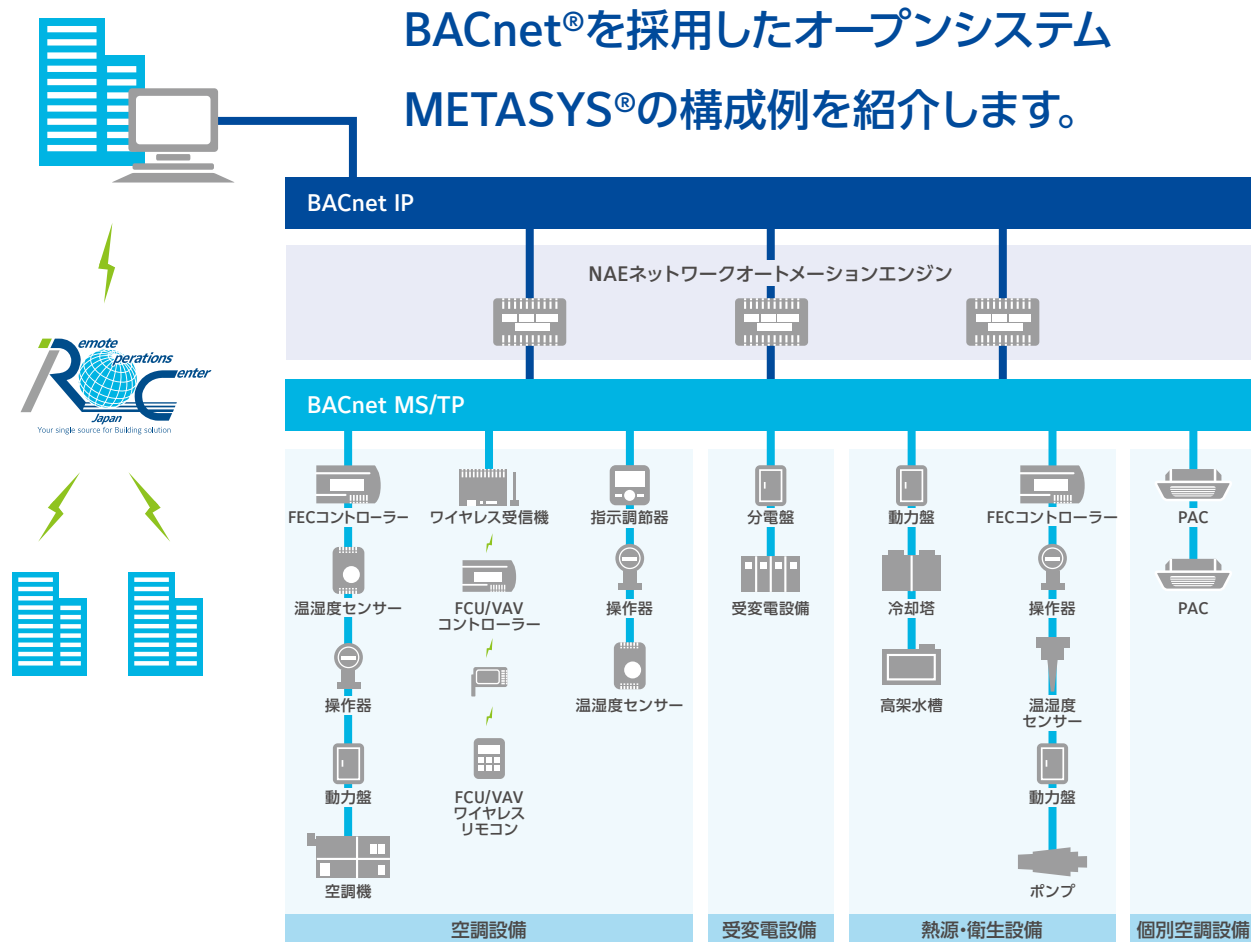 BACnet®を採用したオープンシステム
METASYS®の構成例を紹介します。
BACnet IP
NAEネットワークオートメーションエンジン
Remote
Operations
Center
Japan
Your single source for Building solution
BACnet MS/TP
FECコントローラー
温湿度センサー
操作器
動力盤
空調機
ワイヤレス受信機
FCU/VAV
コントローラー
FCU/VAV
ワイヤレス
リモコン
指示調節器
操作器
温湿度センサー
空調設備
分電盤
受変電設備
受変電設備
動力盤
冷却塔
高架水槽
FECコントローラー
操作器
温湿度
センサー
動力盤
ポンプ
熱源・衛生設備
PAC
PAC
個別空調設備